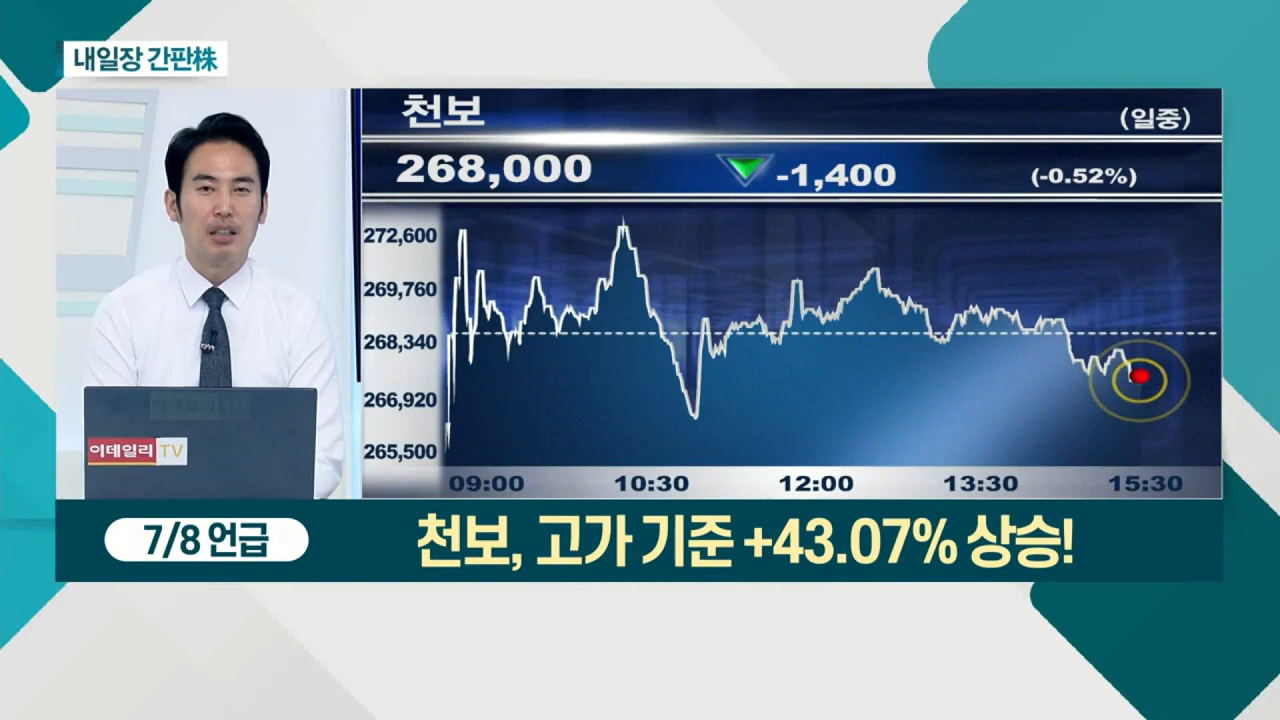 내일장 간판株
천보
(일중)
268,000 ▼ -1,400 (-0.52%)
272,600
269,760
268,340
266,920
265,500
09:00 10:30 12:00 13:30 15:30
이데일리 TV
7/8 언급
천보, 고가 기준 +43.07% 상승!